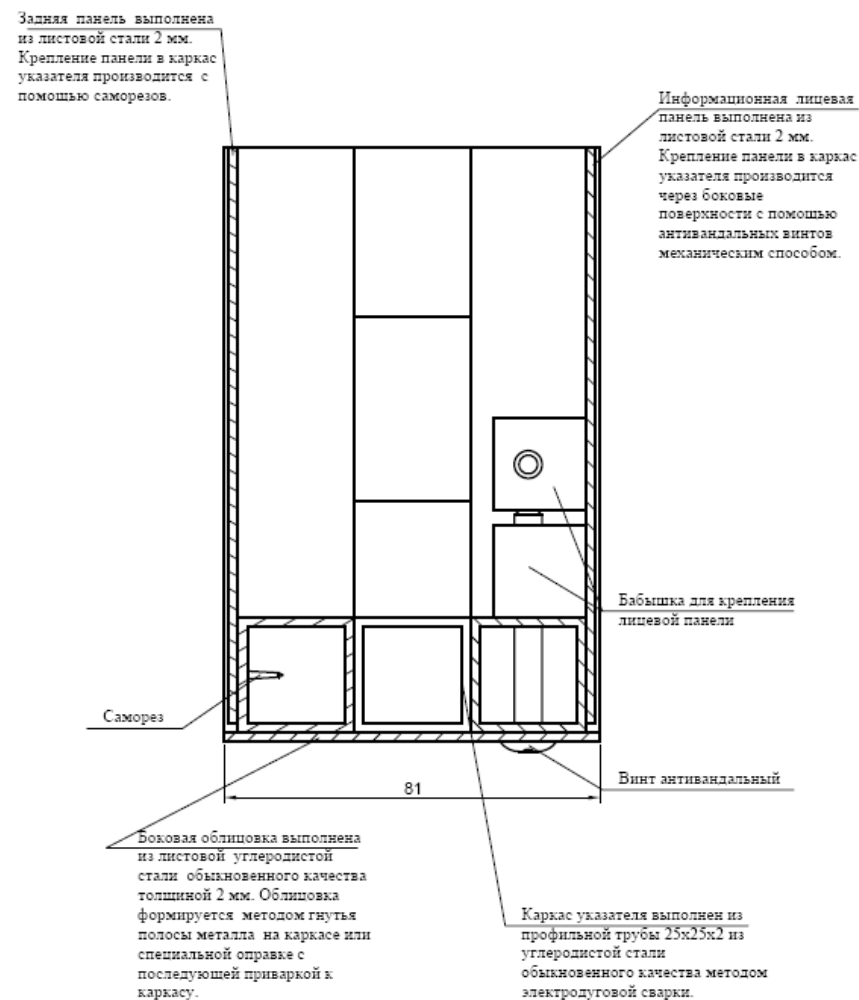 Задняя панель выполнена
из листовой стали 2 мм.
Крепление панели в каркас
указателя производится с
помощью саморезов.
Информационная лицевая
панель выполнена из
листовой стали 2 мм.
Крепление панели в каркас
указателя производится
через боковые
поверхности с помощью
антивандальных винтов
механическим способом.
Бабышка для крепления
лицевой панели
Саморез
Винт антивандальный
81
Боковая облицовка выполнена
из листовой углеродистой
стали обыкновенного качества
толщиной 2 мм. Облицовка
формируется методом гнутья
полосы металла на каркасе или
специальной оправке с
последующей приваркой к
каркасу.
Каркас указателя выполнен из
профильной трубы 25х25х2 из
углеродистой стали
обыкновенного качества методом
электродуговой сварки.